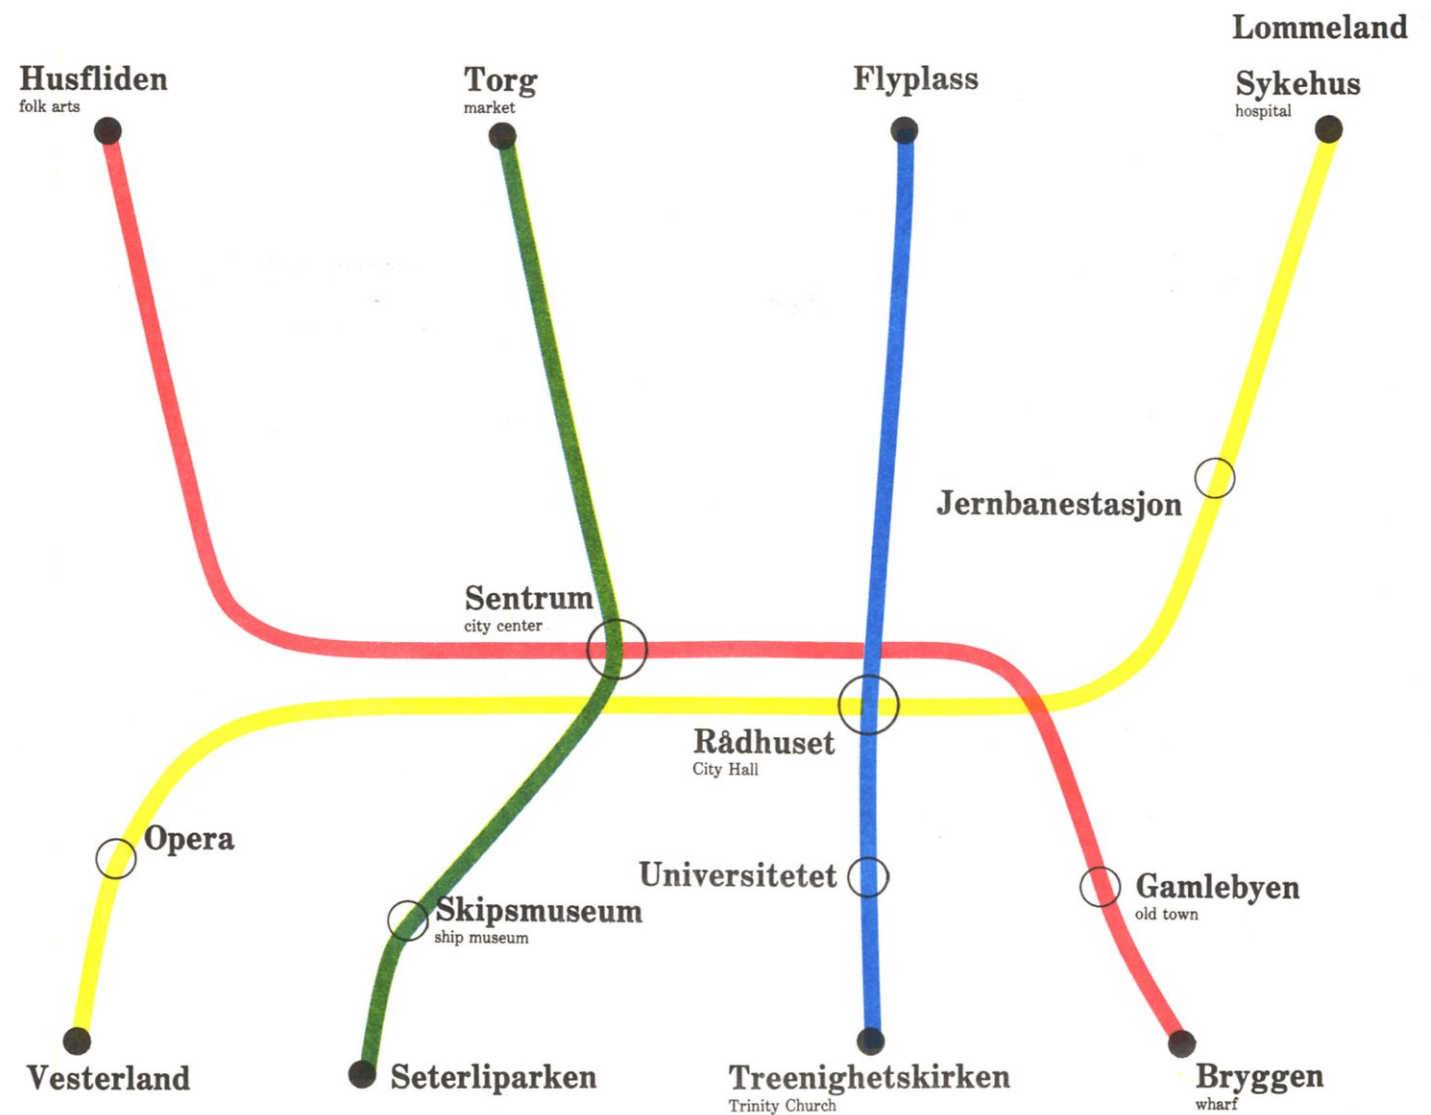 Lommeland
Husfliden
folk arts
Torg
market
Flyplass
Sykehus
hospital
Jernbanestasjon
Sentrum
city center
Rådhuset
City Hall
Opera
Universitetet
Gamlebyen
old town
Skipsmuseum
ship museum
Vesterland
Seterliparken
Treenighetskirken
Trinity Church
Bryggen
wharf